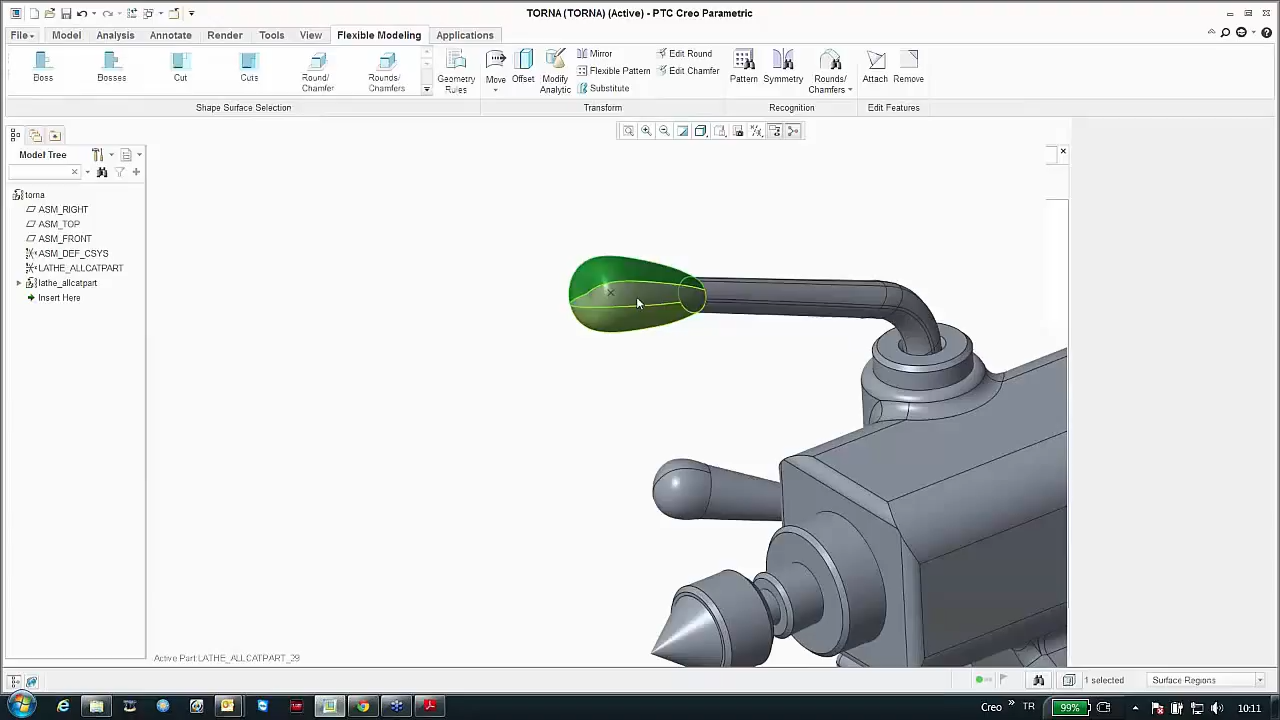 TORNA (TORNA) (Active) - PTC Creo Parametric
File
Model
Analysis
Annotate
Render
Tools
View
Flexible Modeling
Applications
Boss
Bosses
Cut
Cuts
Round/
Chamfer
Rounds/
Chamfers
Geometry
Rules
Move
Offset
Modify
Analytic
Mirror
Flexible Pattern
Substitute
Edit Round
Edit Chamfer
Pattern
Symmetry
Rounds/
Chamfers
Attach
Remove
Shape Surface Selection
Transform
Recognition
Edit Features
Model Tree
torna
ASM_RIGHT
ASM_TOP
ASM_FRONT
ASM_DEF_CSYS
LATHE_ALLCATPART
lathe_allcatpart
Insert Here
Active Part:LATHE_ALLCATPART_29
1 selected
Surface Regions
Creo
»
TR
99%
10:11